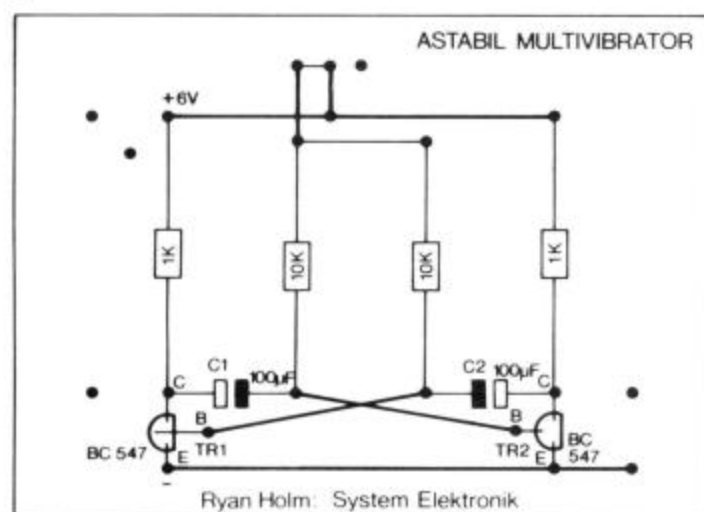 ASTABIL MULTIVIBRATOR
+6V
1K
10K
10K
1K
C1
100µF
C2
100µF
C
C
B
B
BC 547
TR1
TR2
BC
547
E
E
-
Ryan Holm: System Elektronik